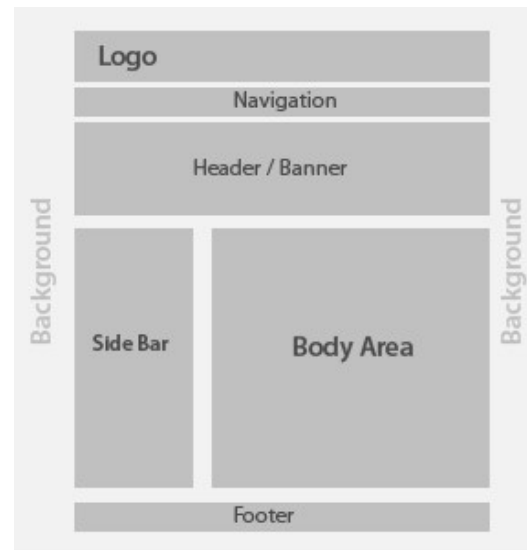 Logo
Navigation
Header / Banner
Background
Background
Side Bar
Body Area
Footer